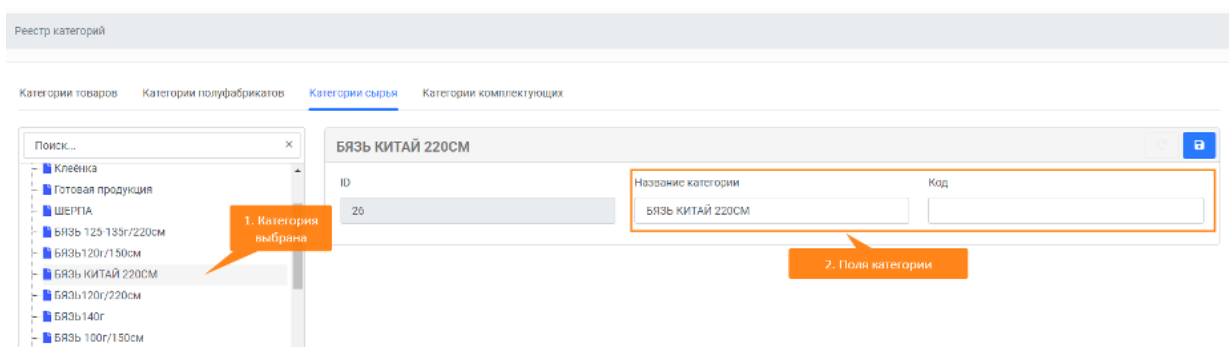 Реестр категорий
Категории товаров Категории полуфабрикатов Категории сырья Категории комплектующих
Поиск... ×
Клеёнка
Готовая продукция
ШЕРПА
БЯЗЬ 125-135г/220см
БЯЗЬ120г/150см
БЯЗЬ КИТАЙ 220СМ
БЯЗЬ120г/220см
БЯЗЬ140г
БЯЗЬ 100г/150см
1. Категория
выбрана
БЯЗЬ КИТАЙ 220СМ
ID Название категории Код
26 БЯЗЬ КИТАЙ 220СМ
2. Поля категории